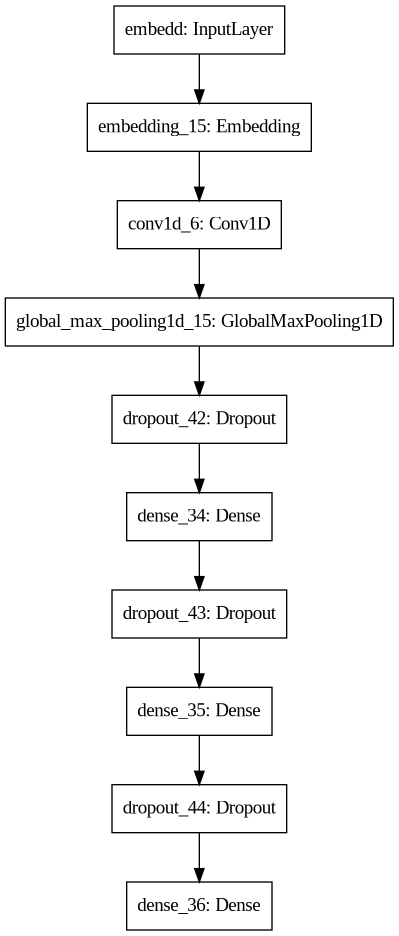 embedd: InputLayer
embedding_15: Embedding
conv1d_6: Conv1D
global_max_pooling1d_15: GlobalMaxPooling1D
dropout_42: Dropout
dense_34: Dense
dropout_43: Dropout
dense_35: Dense
dropout_44: Dropout
dense_36: Dense